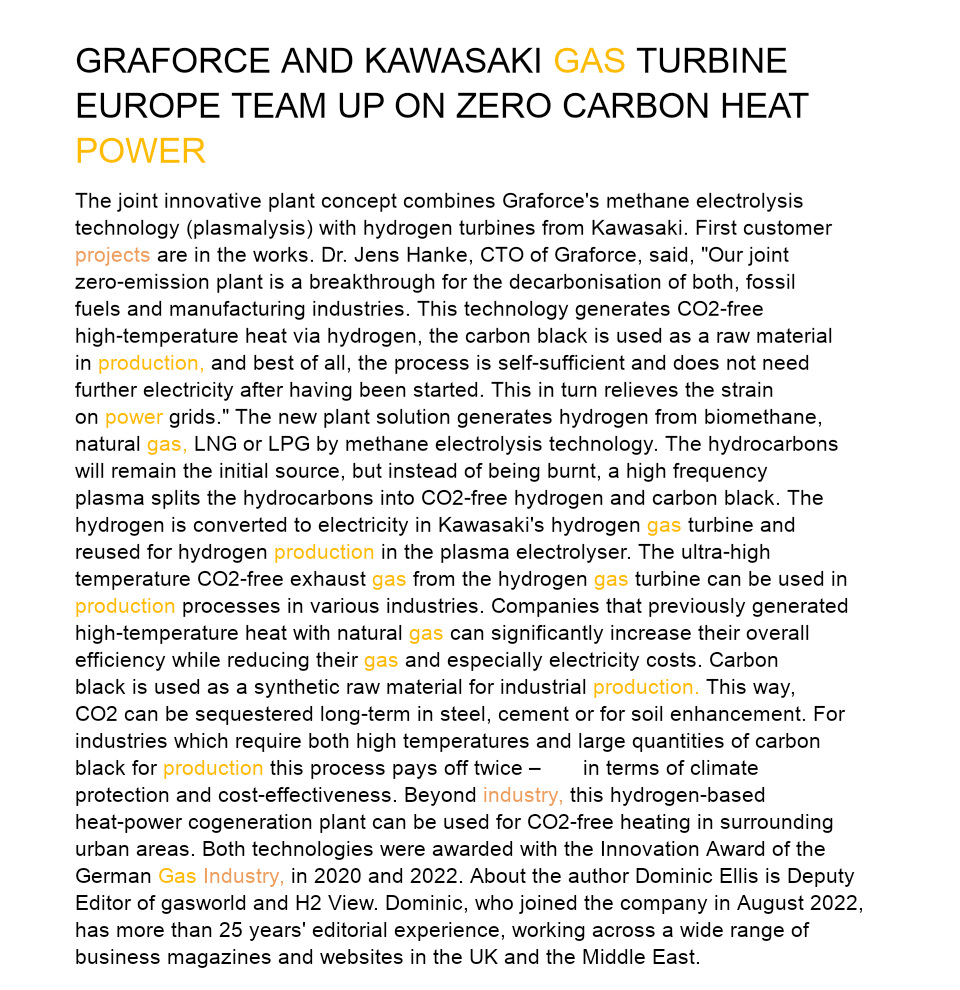 GRAFORCE AND KAWASAKI GAS TURBINE
EUROPE TEAM UP ON ZERO CARBON HEAT
POWER
The joint innovative plant concept combines Graforce's methane electrolysis
technology (plasmalysis) with hydrogen turbines from Kawasaki. First customer
projects are in the works. Dr. Jens Hanke, CTO of Graforce, said, "Our joint
zero-emission plant is a breakthrough for the decarbonisation of both, fossil
fuels and manufacturing industries. This technology generates CO2-free
high-temperature heat via hydrogen, the carbon black is used as a raw material
in production, and best of all, the process is self-sufficient and does not need
further electricity after having been started. This in turn relieves the strain
on power grids." The new plant solution generates hydrogen from biomethane,
natural gas, LNG or LPG by methane electrolysis technology. The hydrocarbons
will remain the initial source, but instead of being burnt, a high frequency
plasma splits the hydrocarbons into CO2-free hydrogen and carbon black. The
hydrogen is converted to electricity in Kawasaki's hydrogen gas turbine and
reused for hydrogen production in the plasma electrolyser. The ultra-high
temperature CO2-free exhaust gas from the hydrogen gas turbine can be used in
production processes in various industries. Companies that previously generated
high-temperature heat with natural gas can significantly increase their overall
efficiency while reducing their gas and especially electricity costs. Carbon
black is used as a synthetic raw material for industrial production. This way,
CO2 can be sequestered long-term in steel, cement or for soil enhancement. For
industries which require both high temperatures and large quantities of carbon
black for production this process pays off twice – in terms of climate
protection and cost-effectiveness. Beyond industry, this hydrogen-based
heat-power cogeneration plant can be used for CO2-free heating in surrounding
urban areas. Both technologies were awarded with the Innovation Award of the
German Gas Industry, in 2020 and 2022. About the author Dominic Ellis is Deputy
Editor of gasworld and H2 View. Dominic, who joined the company in August 2022,
has more than 25 years' editorial experience, working across a wide range of
business magazines and websites in the UK and the Middle East.